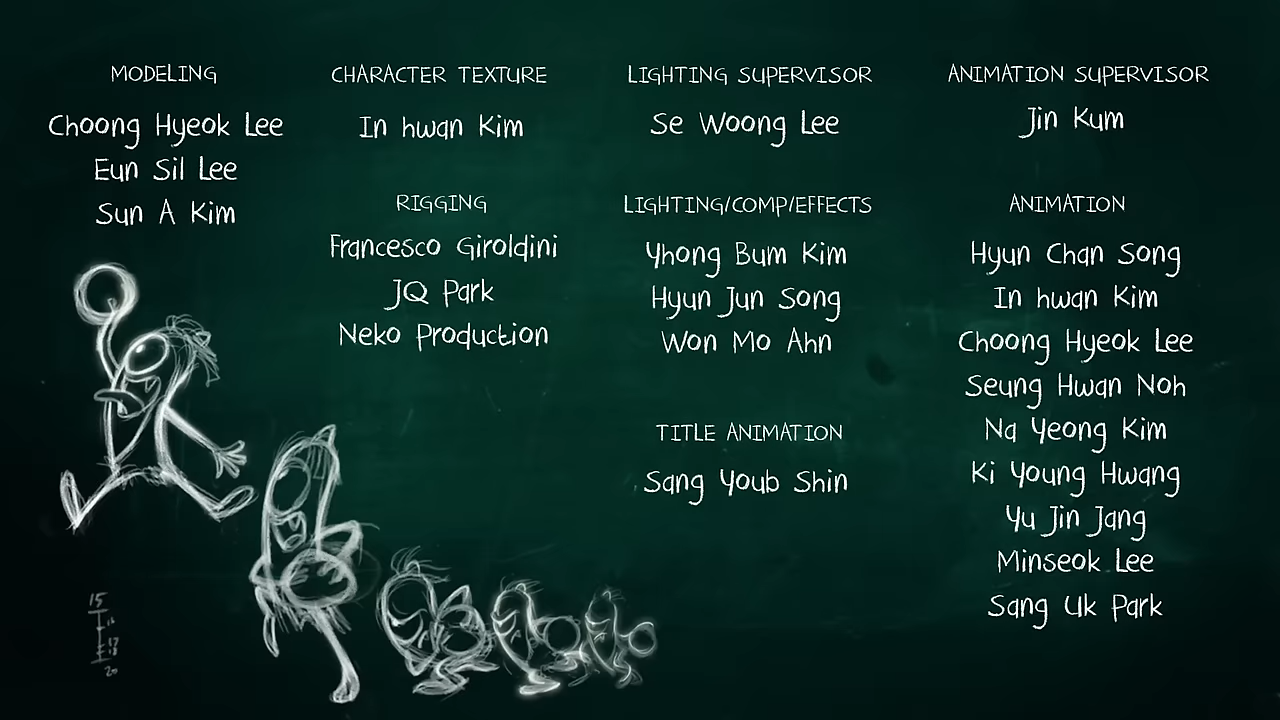 MODELING
Choong Hyeok Lee
Eun Sil Lee
Sun A Kim
CHARACTER TEXTURE
In hwan Kim
RIGGING
Francesco Giroldini
JQ Park
Neko Production
LIGHTING SUPERVISOR
Se Woong Lee
LIGHTING/COMP/EFFECTS
Yhong Bum Kim
Hyun Jun Song
Won Mo Ahn
TITLE ANIMATION
Sang Youb Shin
ANIMATION SUPERVISOR
Jin Kum
ANIMATION
Hyun Chan Song
In hwan Kim
Choong Hyeok Lee
Seung Hwan Noh
Na Yeong Kim
Ki Young Hwang
Yu Jin Jang
Minseok Lee
Sang Uk Park
15
17
20